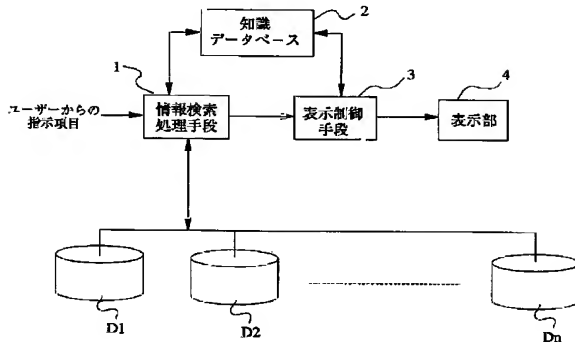 知識
データベース
2
1
3
4
ユーザーからの
指示項目
情報検索
処理手段
表示制御
手段
表示部
D1
D2
Dn